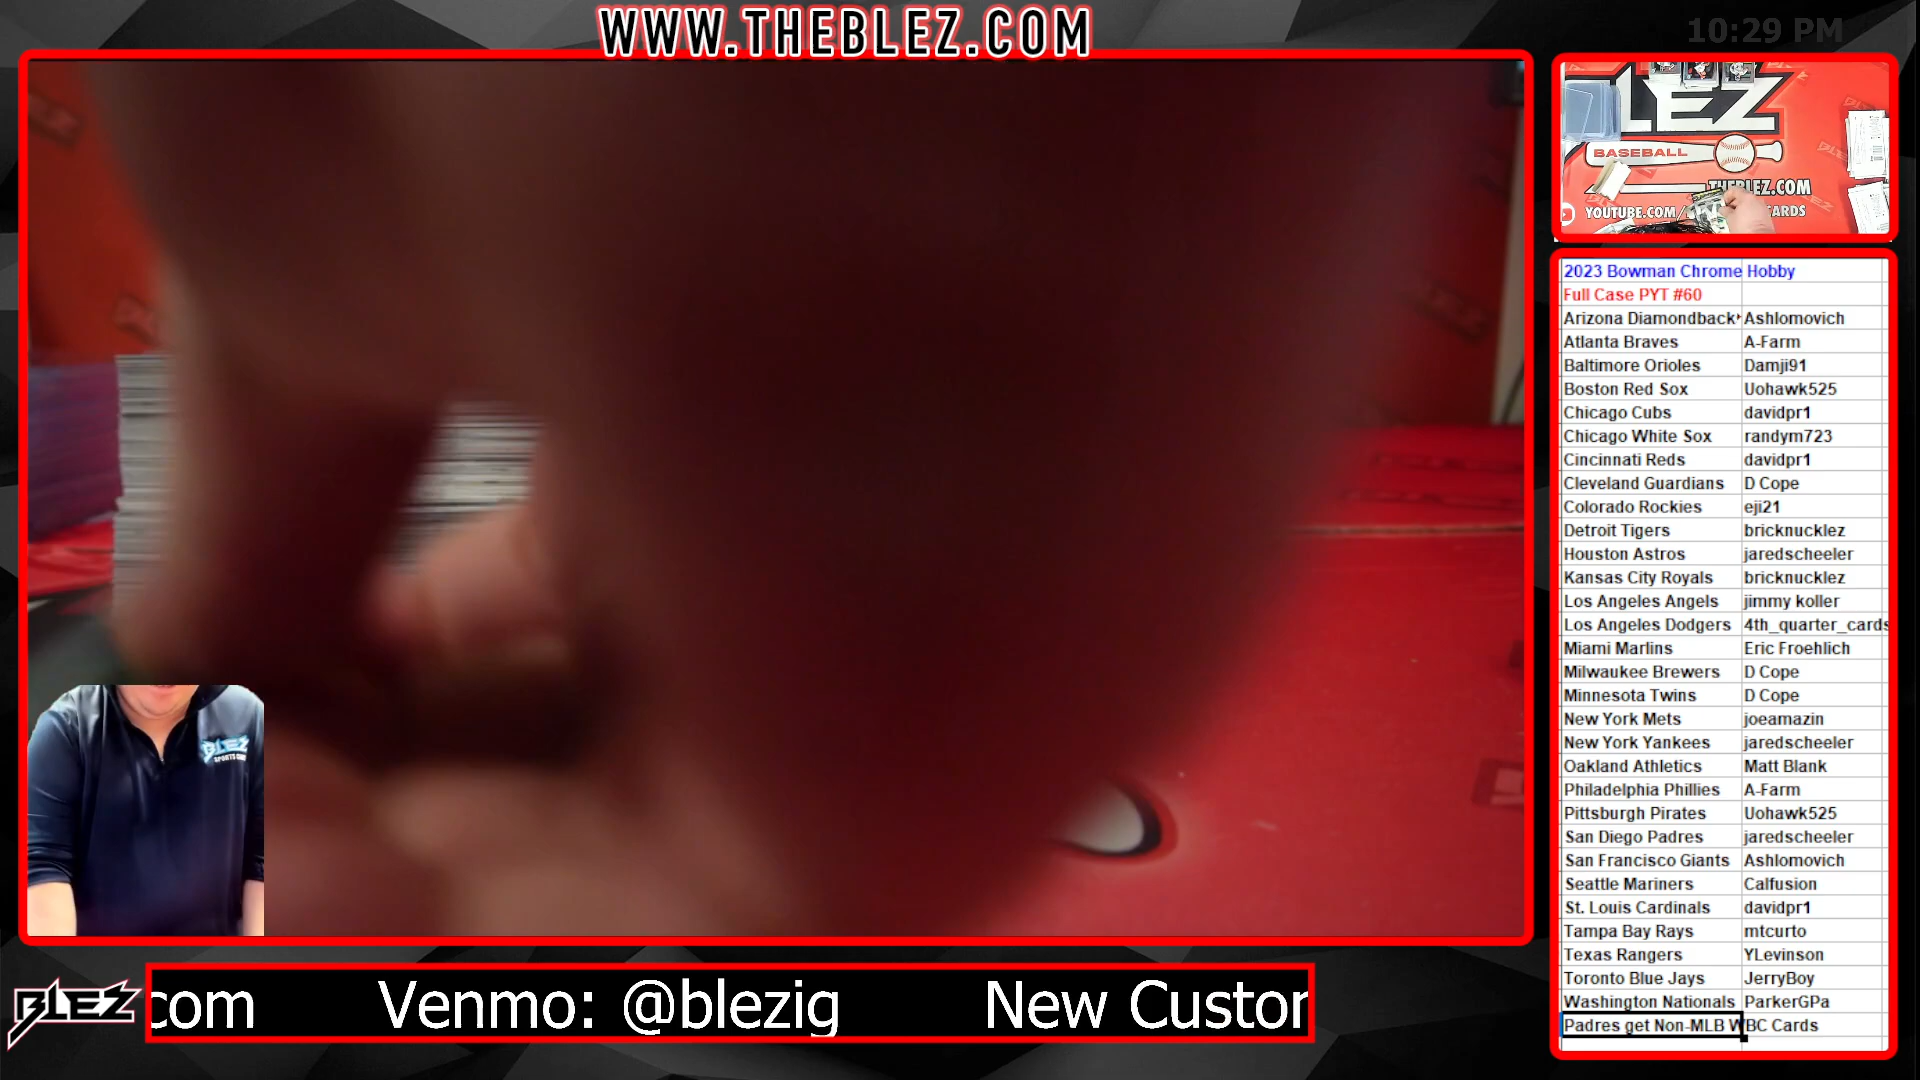 WWW.THEBLEZ.COM
10:29 PM
LEZ
BASEBALL
THEBLEZ.COM
YOUTUBE.COM/
CARDS
2023 Bowman Chrome Hobby
Full Case PYT #60
Arizona Diamondback Ashlomovich
Atlanta Braves A-Farm
Baltimore Orioles Damji91
Boston Red Sox Uohawk525
Chicago Cubs davidpr1
Chicago White Sox randym723
Cincinnati Reds davidpr1
Cleveland Guardians D Cope
Colorado Rockies eji21
Detroit Tigers bricknucklez
Houston Astros jaredscheeler
Kansas City Royals bricknucklez
Los Angeles Angels jimmy koller
Los Angeles Dodgers 4th_quarter_cards
Miami Marlins Eric Froehlich
Milwaukee Brewers D Cope
Minnesota Twins D Cope
New York Mets joeamazin
New York Yankees jaredscheeler
Oakland Athletics Matt Blank
Philadelphia Phillies A-Farm
Pittsburgh Pirates Uohawk525
San Diego Padres jaredscheeler
San Francisco Giants Ashlomovich
Seattle Mariners Calfusion
St. Louis Cardinals davidpr1
Tampa Bay Rays mtcurto
Texas Rangers YLevinson
Toronto Blue Jays JerryBoy
Washington Nationals ParkerGPa
Padres get Non-MLB WBC Cards
BLEZ
SPORTS
BLEZ
com Venmo: @blezig New Custom